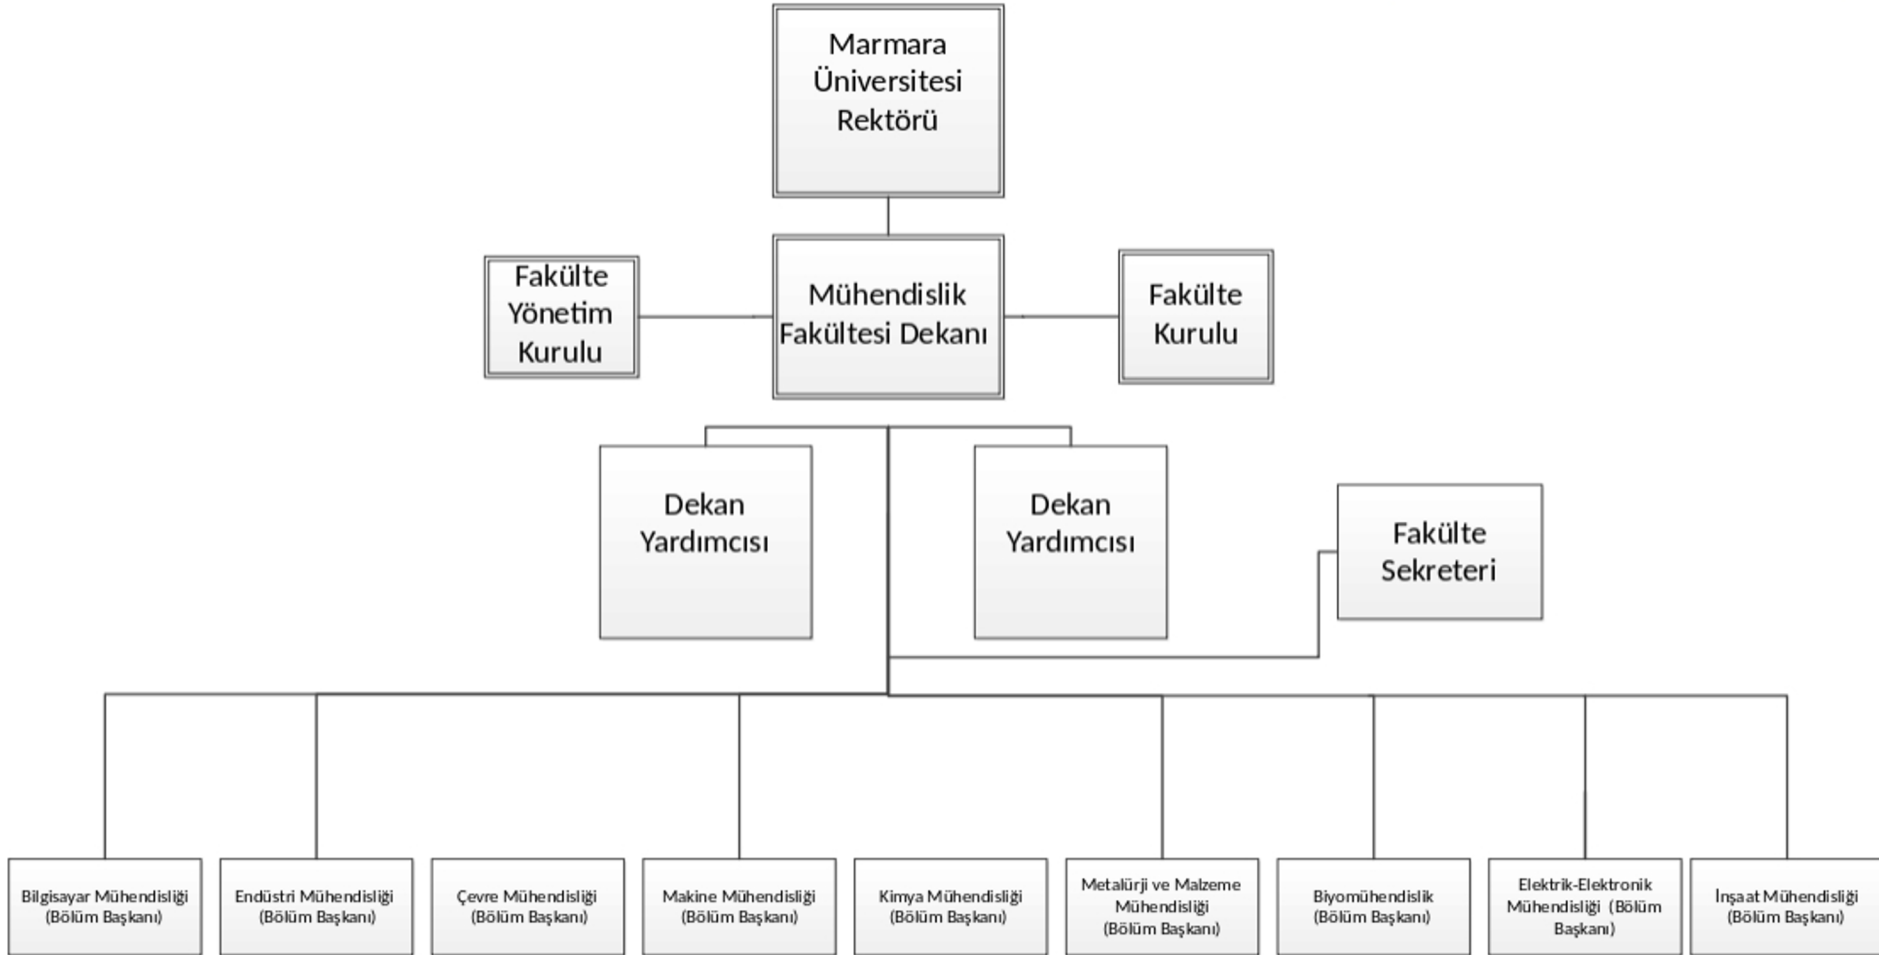 Marmara
Üniversitesi
Rektörü
Fakülte
Yönetim
Kurulu
Mühendislik
Fakültesi Dekanı
Fakülte
Kurulu
Dekan
Yardımcısı
Dekan
Yardımcısı
Fakülte
Sekreteri
Bilgisayar Mühendisliği
(Bölüm Başkanı)
Endüstri Mühendisliği
(Bölüm Başkanı)
Çevre Mühendisliği
(Bölüm Başkanı)
Makine Mühendisliği
(Bölüm Başkanı)
Kimya Mühendisliği
(Bölüm Başkanı)
Metalürji ve Malzeme
Mühendisliği
(Bölüm Başkanı)
Biyomühendislik
(Bölüm Başkanı)
Elektrik-Elektronik
Mühendisliği (Bölüm
Başkanı)
İnşaat Mühendisliği
(Bölüm Başkanı)